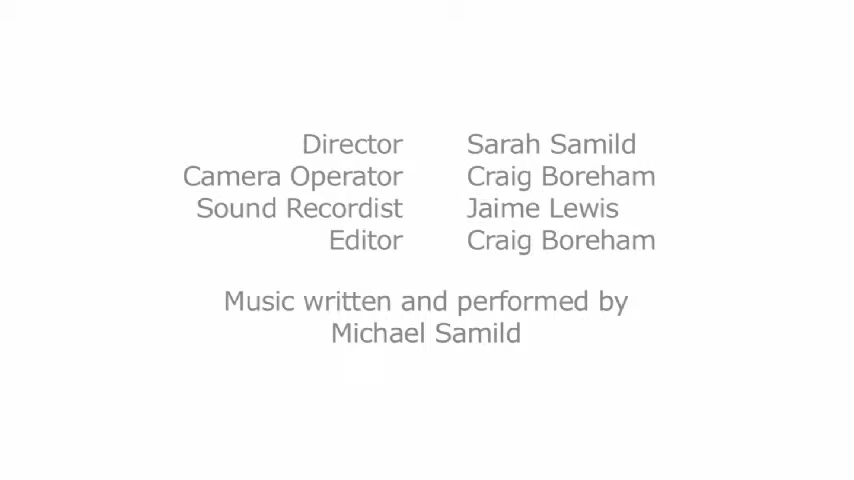 Director Sarah Samild
Camera Operator Craig Boreham
Sound Recordist Jaime Lewis
Editor Craig Boreham
Music written and performed by
Michael Samild